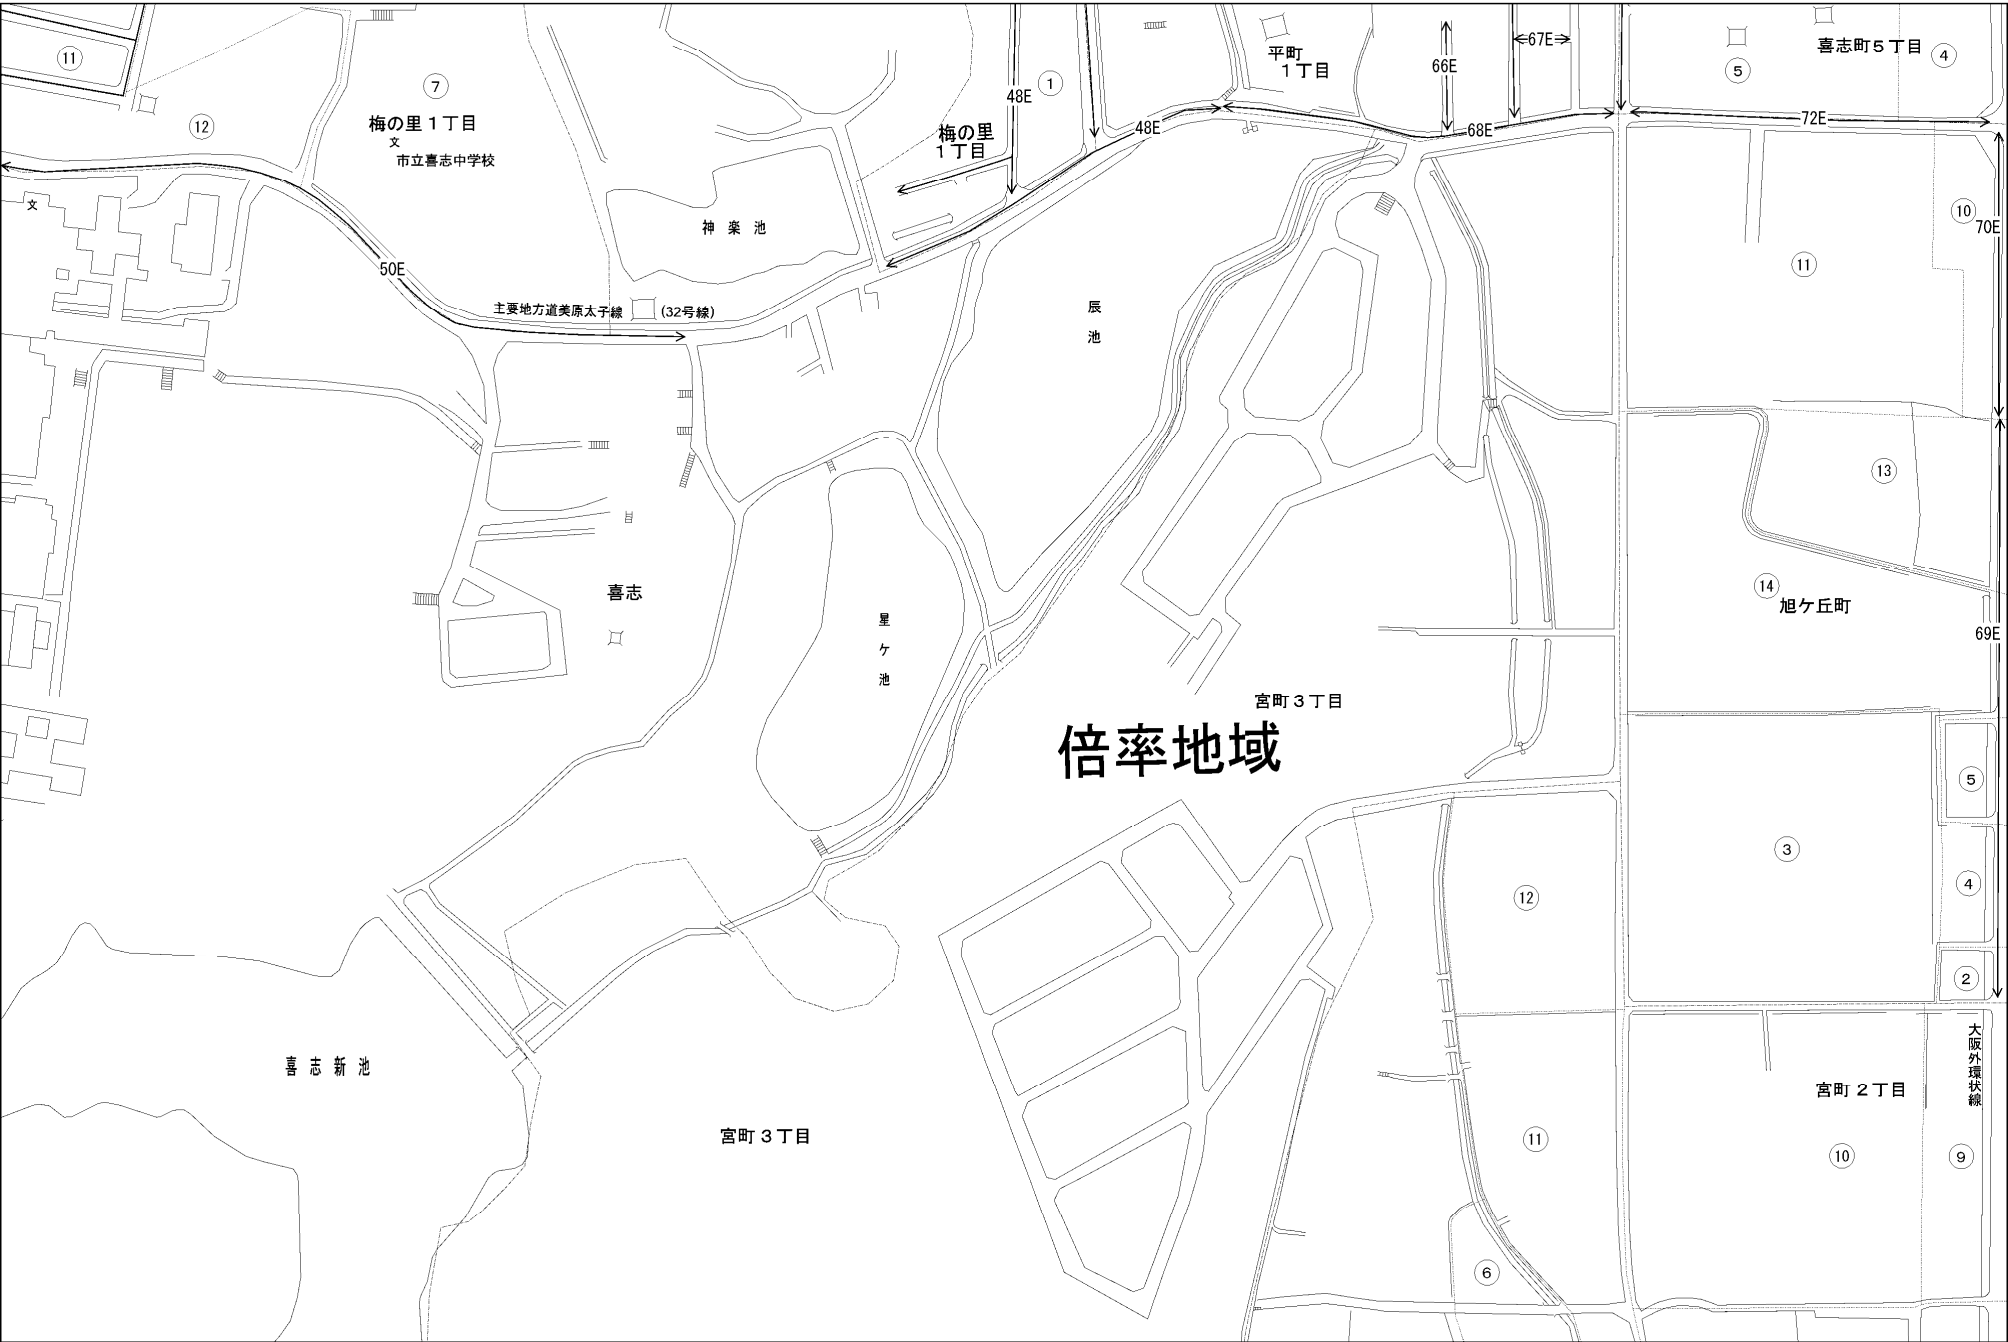 ⑪
⑦
梅の里１丁目
文
市立喜志中学校
⑫
文
50E
神楽池
主要地方道美原太子線
(32号線)
48E
①
梅の里
１丁目
48E
平町
１丁目
66E
67E
68E
喜志町５丁目
⑤
④
72E
⑩
70E
⑪
辰池
⑬
⑭
旭ケ丘町
69E
喜志
星ケ池
宮町３丁目
倍率地域
⑤
③
④
②
⑫
喜志新池
宮町３丁目
⑪
⑥
大阪外環状線
宮町２丁目
⑩
⑨